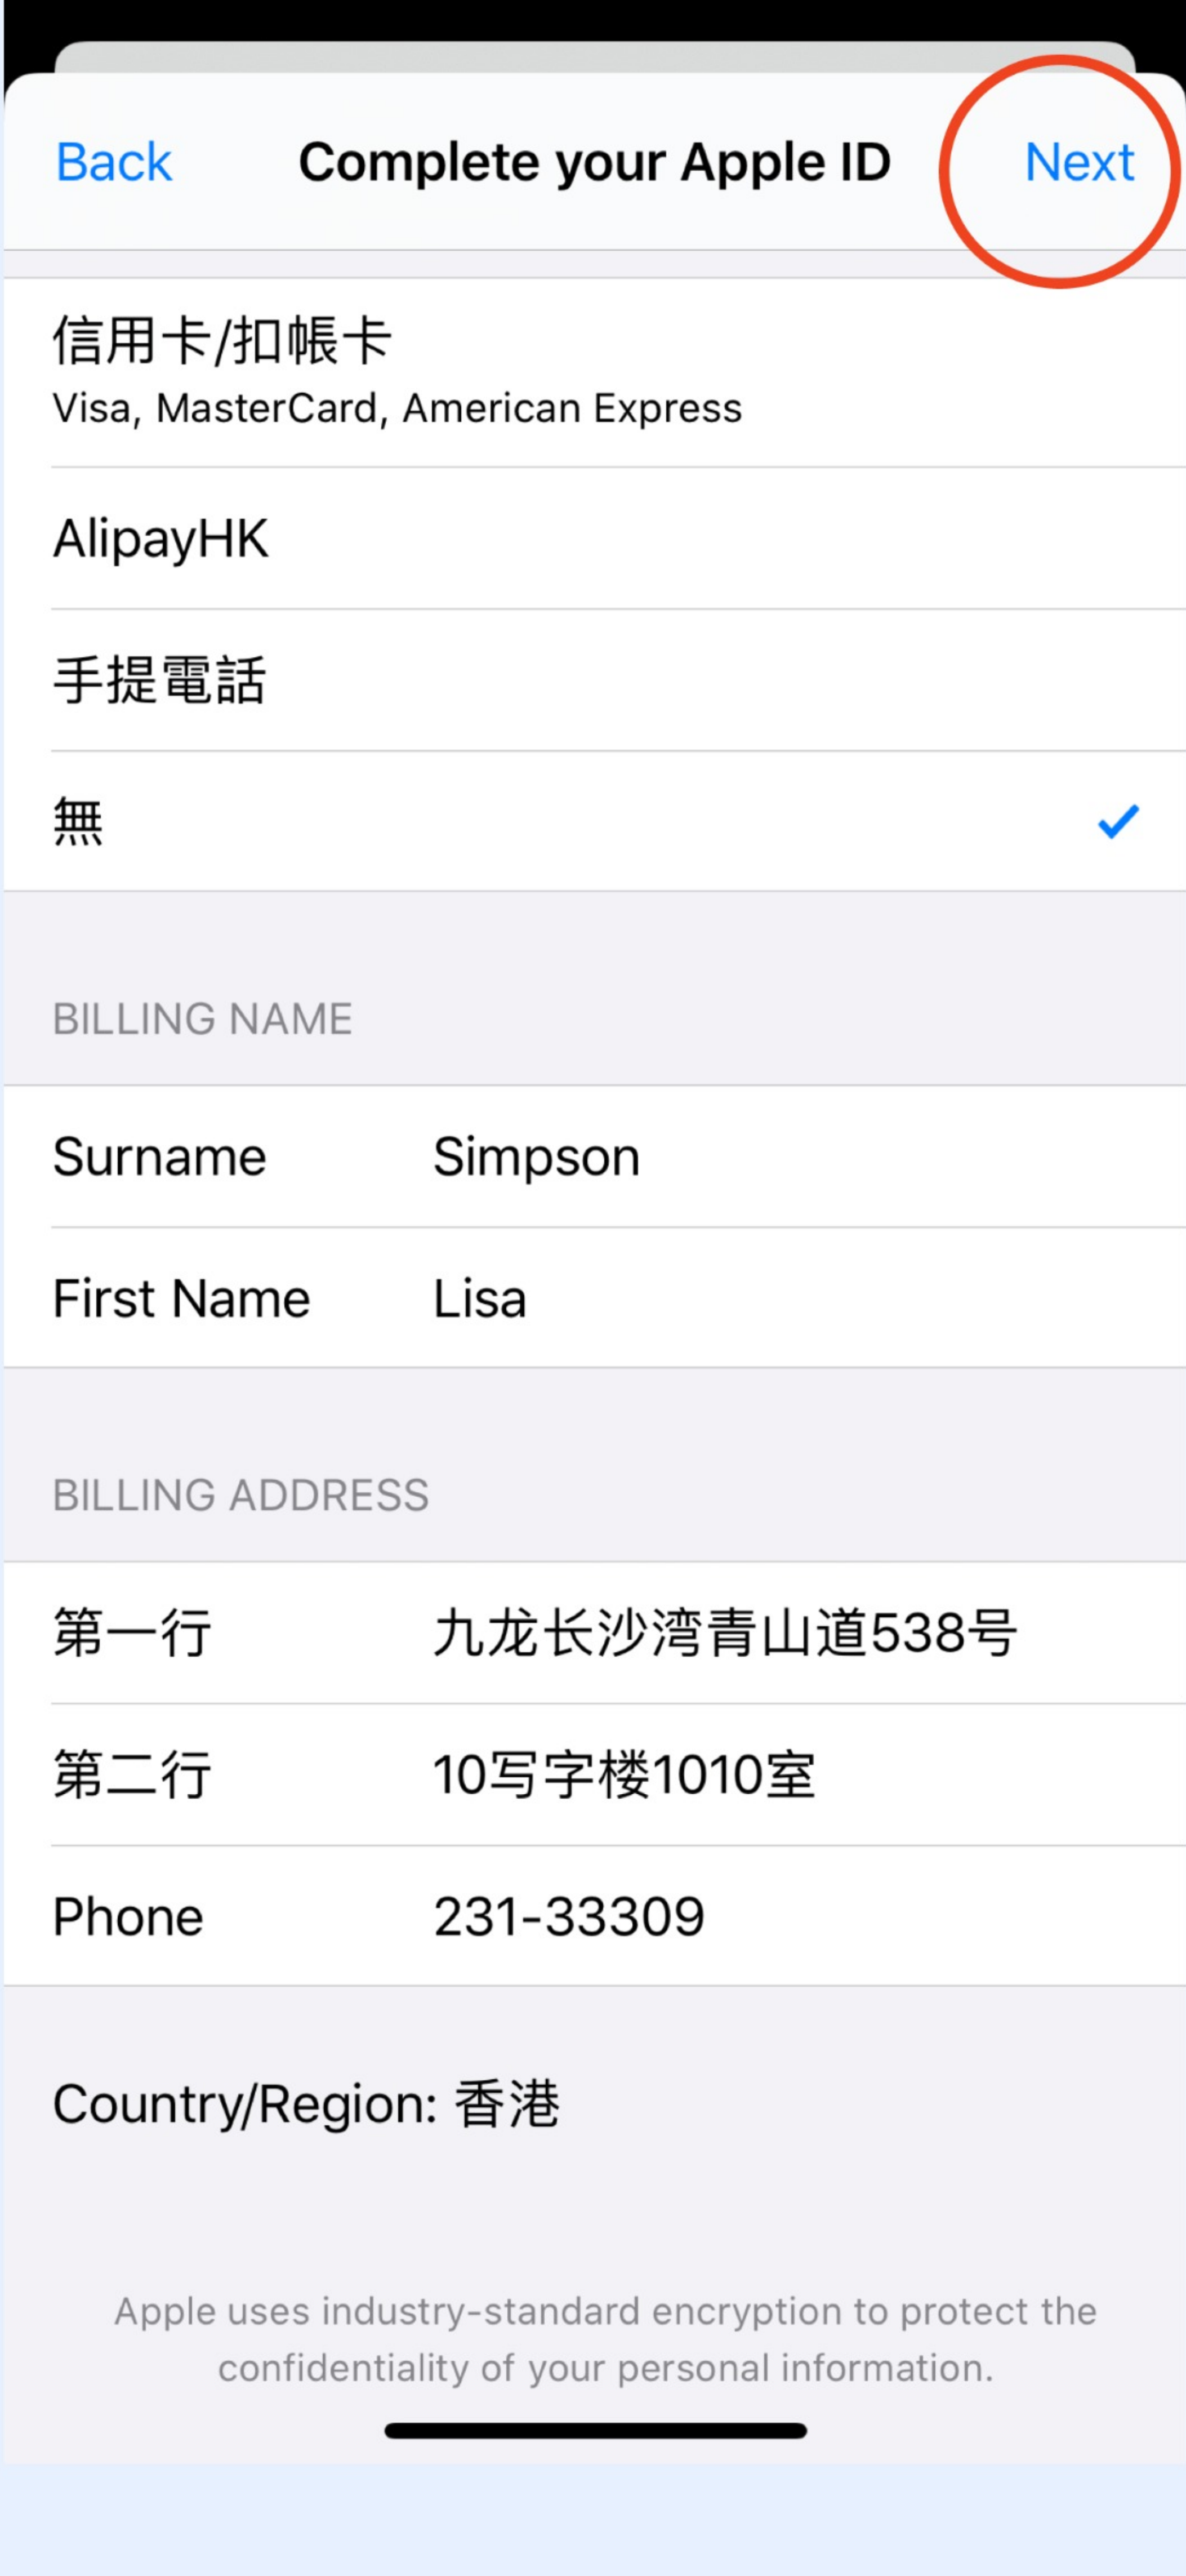 Back Complete your Apple ID Next
信用卡/扣帳卡
Visa, MasterCard, American Express
AlipayHK
手提電話
無
BILLING NAME
Surname Simpson
First Name Lisa
BILLING ADDRESS
第一行 九龙长沙湾青山道538号
第二行 10写字楼1010室
Phone 231-33309
Country/Region: 香港
Apple uses industry-standard encryption to protect the
confidentiality of your personal information.